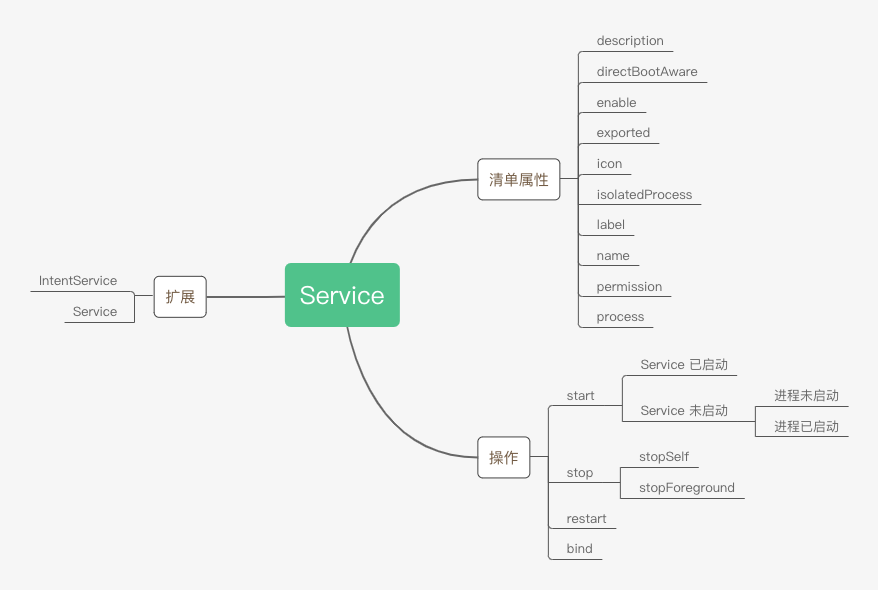 Service
清单属性
description
directBootAware
enable
exported
icon
isolatedProcess
label
name
permission
process
操作
start
Service 已启动
Service 未启动
进程未启动
进程已启动
stop
stopSelf
stopForeground
restart
bind
扩展
IntentService
Service